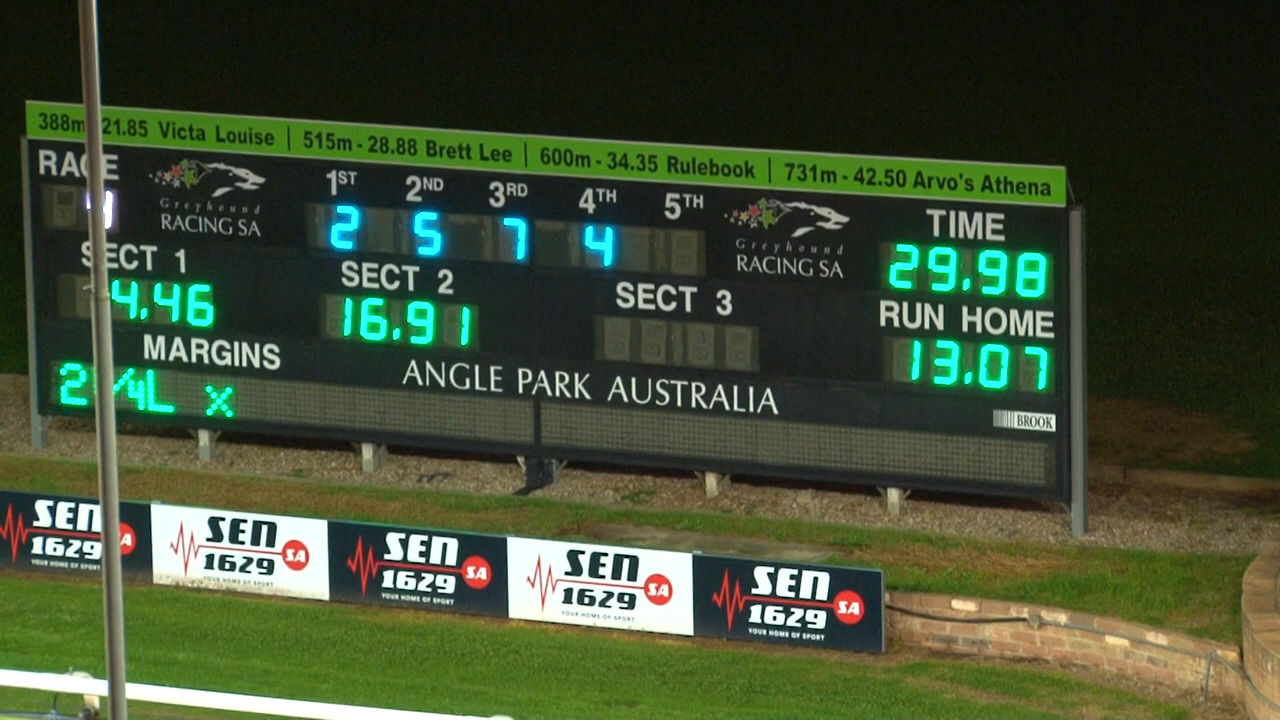 388m 21.85 Victa Louise | 515m - 28.88 Brett Lee | 600m - 34.35 Rulebook | 731m - 42.50 Arvo's Athena
RACE
1ST 2ND 3RD 4TH 5TH
TIME
Greyhound
RACING SA
2 5 7 4
Greyhound
RACING SA
29.98
SECT 1
4.46
SECT 2
16.91
SECT 3
RUN HOME
13.07
MARGINS
ANGLE PARK AUSTRALIA
BROOK
SEN
1629 SA
YOUR HOME OF SPORT
SEN
1629 SA
YOUR HOME OF SPORT
SEN
1629 SA
YOUR HOME OF SPORT
SEN
1629 SA
YOUR HOME OF SPORT
SEN
1629 SA
YOUR HOME OF SPORT